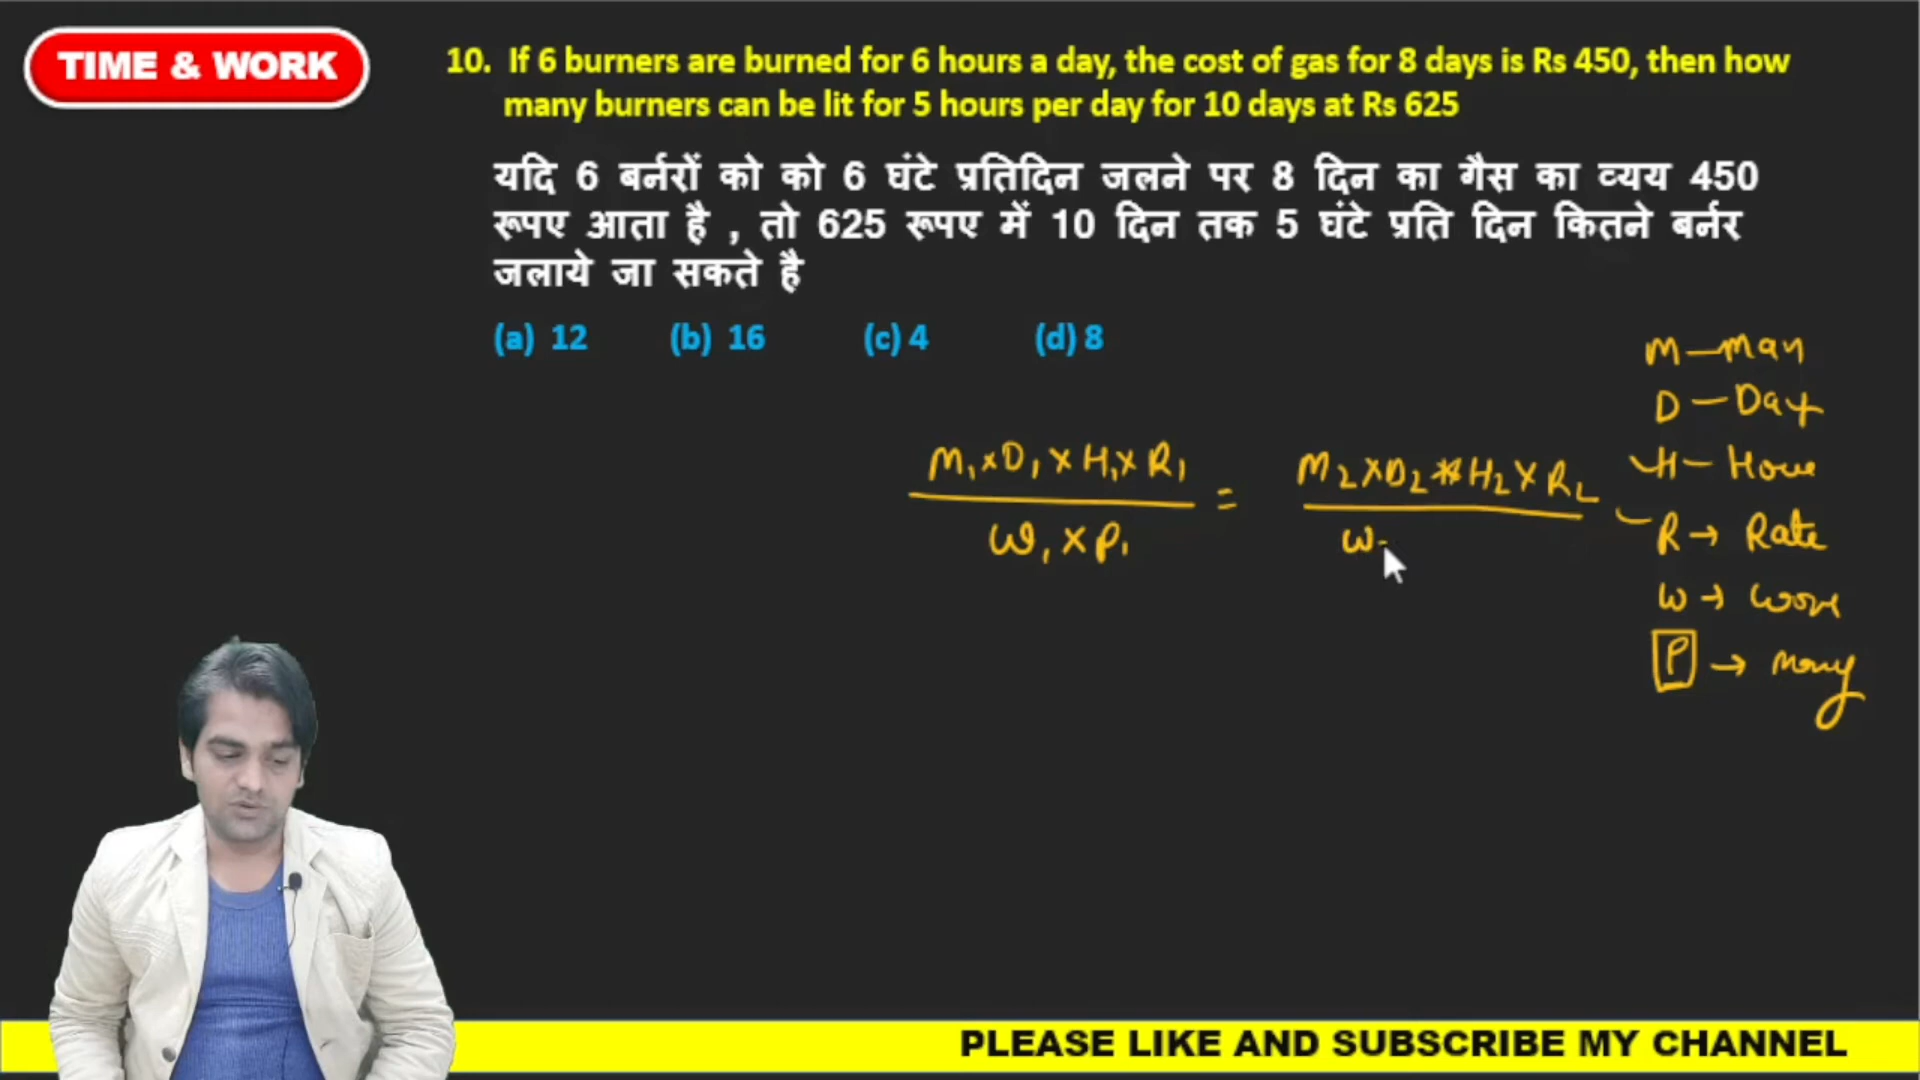 TIME & WORK
10. If 6 burners are burned for 6 hours a day, the cost of gas for 8 days is Rs 450, then how
many burners can be lit for 5 hours per day for 10 days at Rs 625
यदि 6 बर्नरों को को 6 घंटे प्रतिदिन जलने पर 8 दिन का गैस का व्यय 450
रूपए आता है , तो 625 रूपए में 10 दिन तक 5 घंटे प्रति दिन कितने बर्नर
जलाये जा सकते है
(a) 12 (b) 16 (c) 4 (d) 8
M — Man
D — Day
H — Hour
R → Rate
W → Work
P → Money
M₁ × D₁ × H₁ × R₁ = M₂ × D₂ × H₂ × R₂
W₁ × P₁ W
PLEASE LIKE AND SUBSCRIBE MY CHANNEL